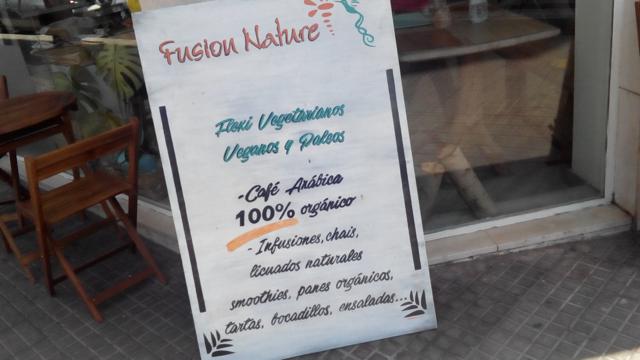 Fusion Nature
Flexi Vegetarianos
Veganos y Paleos
-Café Arábica
100% orgánico
- Infusiones, chais,
licuados naturales
smoothies, panes orgánicos,
tartas, bocadillos, ensaladas...